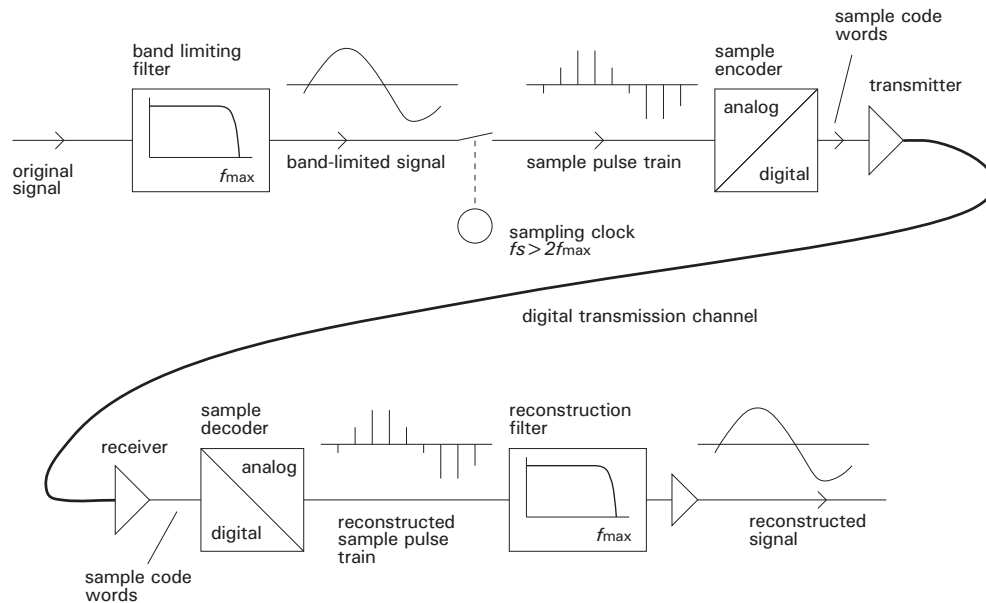 sample code
words
band limiting
filter
sample
encoder
transmitter
analog
digital
original
signal
fmax
band-limited signal
sample pulse train
sampling clock
fs > 2fmax
digital transmission channel
sample
decoder
reconstruction
filter
receiver
analog
digital
fmax
reconstructed
sample pulse
train
reconstructed
signal
sample code
words